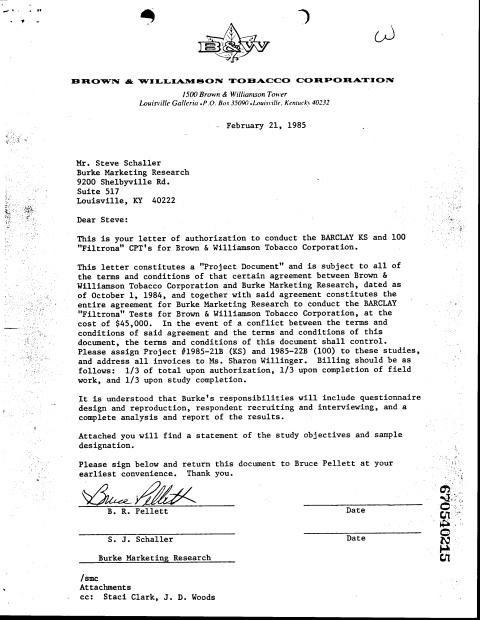 W
B&W
BROWN & WILLIAMSON TOBACCO CORPORATION
1500 Brown & Williamson Tower
Louisville Galleria • P.O. Box 35090 • Louisville, Kentucky 40232
February 21, 1985
Mr. Steve Schaller
Burke Marketing Research
9200 Shelbyville Rd.
Suite 517
Louisville, KY 40222
Dear Steve:
This is your letter of authorization to conduct the BARCLAY KS and 100
"Filtrona" CPT's for Brown & Williamson Tobacco Corporation.
This letter constitutes a "Project Document" and is subject to all of
the terms and conditions of that certain agreement between Brown &
Williamson Tobacco Corporation and Burke Marketing Research, dated as
of October 1, 1984, and together with said agreement constitutes the
entire agreement for Burke Marketing Research to conduct the BARCLAY
"Filtrona" Tests for Brown & Williamson Tobacco Corporation, at the
cost of $45,000. In the event of a conflict between the terms and
conditions of said agreement and the terms and conditions of this
document, the terms and conditions of this document shall control.
Please assign Project #1985-21B (KS) and 1985-22B (100) to these studies,
and address all invoices to Ms. Sharon Willinger. Billing should be as
follows: 1/3 of total upon authorization, 1/3 upon completion of field
work, and 1/3 upon study completion.
It is understood that Burke's responsibilities will include questionnaire
design and reproduction, respondent recruiting and interviewing, and a
complete analysis and report of the results.
Attached you will find a statement of the study objectives and sample
designation.
Please sign below and return this document to Bruce Pellett at your
earliest convenience. Thank you.
Bruce Pellett
B. R. Pellett Date
S. J. Schaller Date
Burke Marketing Research
/smc
Attachments
cc: Staci Clark, J. D. Woods
670540215